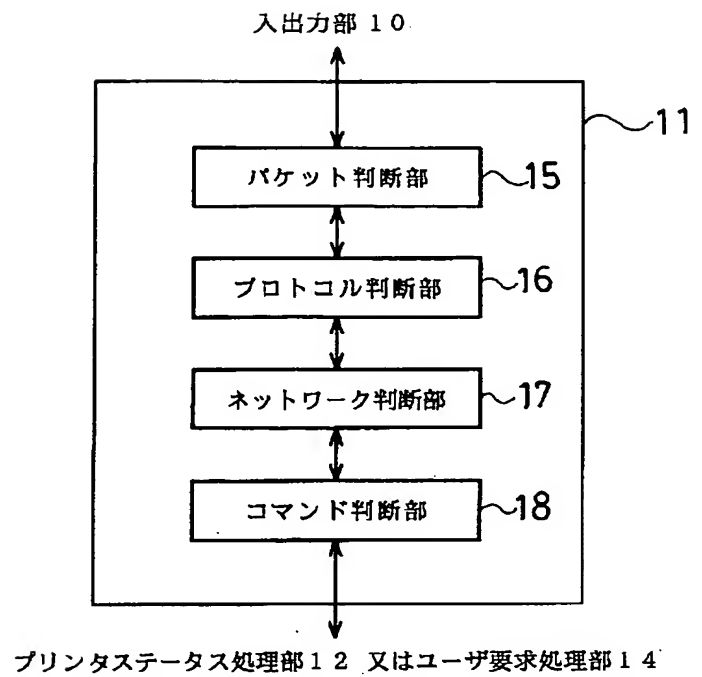 入出力部１０
11
パケット判断部
15
プロトコル判断部
16
ネットワーク判断部
17
コマンド判断部
18
プリンタステータス処理部１２ 又はユーザ要求処理部１４